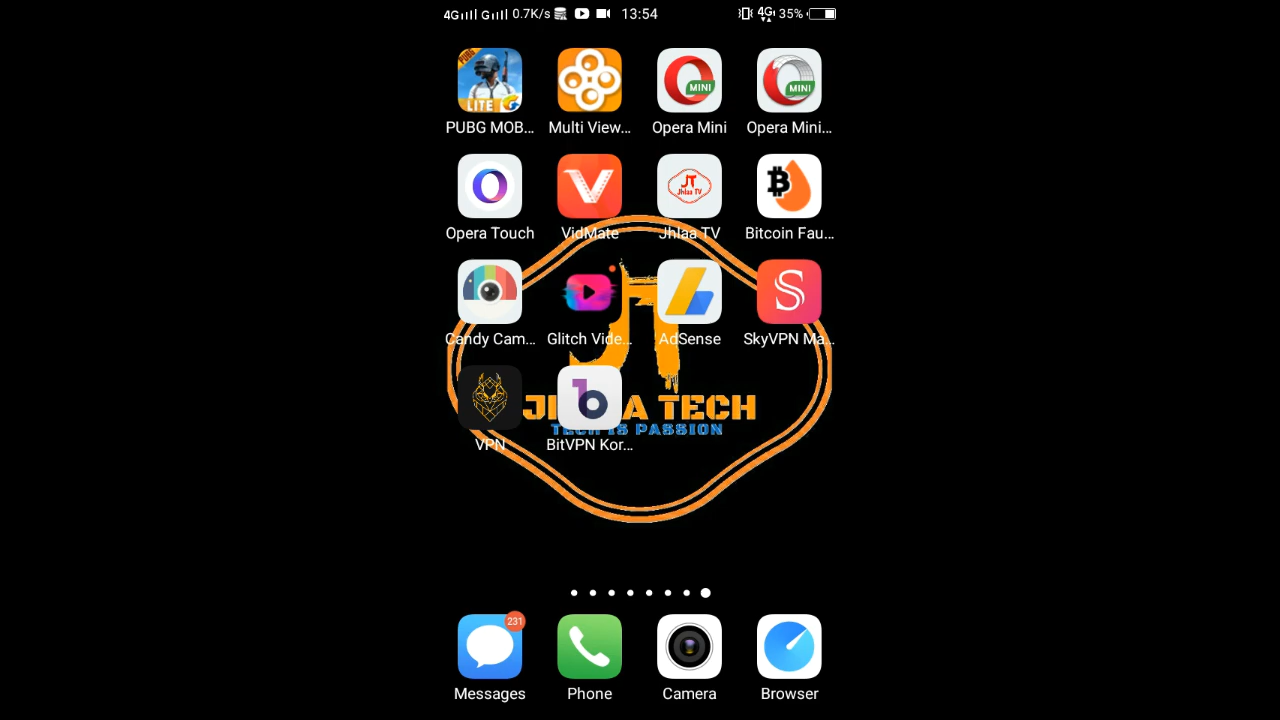 4G G 0.7K/s 13:54 4G 35%
PUBG
LITE
MINI
MINI
PUBG MOB... Multi View... Opera Mini Opera Mini...
JT
Jhlaa TV
Opera Touch VidMate Jhlaa TV Bitcoin Fau...
JT
Candy Cam... Glitch Vide... AdSense SkyVPN Ma...
TECH
TECH IS PASSION
VPN BitVPN Kor...
231
Messages Phone Camera Browser